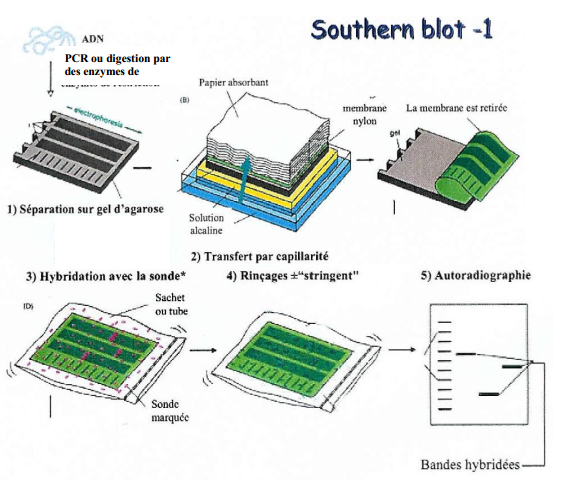 Southern blot -1
ADN
PCR ou digestion par
des enzymes de
electrophoresis
1) Séparation sur gel d'agarose
(B)
Papier absorbant
membrane
nylon
Solution
alcaline
2) Transfert par capillarité
La membrane est retirée
gel
3) Hybridation avec la sonde*
4) Rinçages ±"stringent"
5) Autoradiographie
(D)
Sachet
ou tube
Sonde
marquée
Bandes hybridées